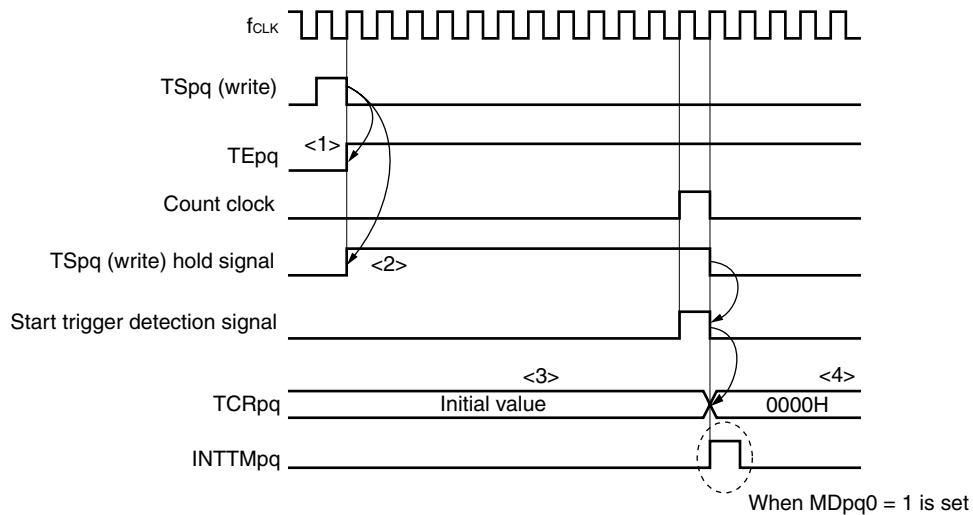 fCLK
TSpq (write)
<1>
TEpq
Count clock
TSpq (write) hold signal
<2>
Start trigger detection signal
<3>
<4>
TCRpq
Initial value
0000H
INTTMpq
When MDpq0 = 1 is set